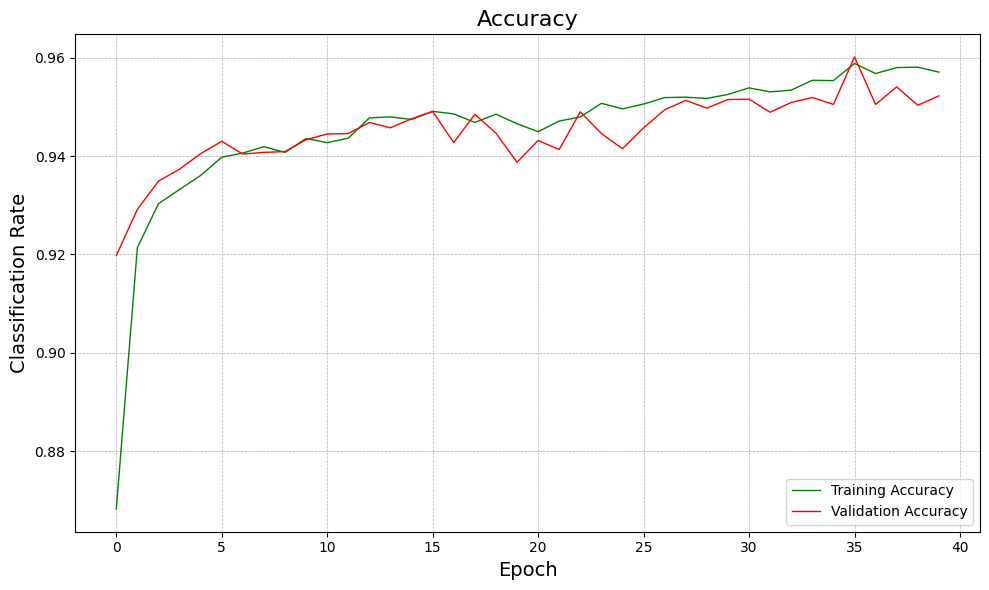 Accuracy
Classification Rate
0.96
0.94
0.92
0.90
0.88
0
5
10
15
20
25
30
35
40
Epoch
Training Accuracy
Validation Accuracy